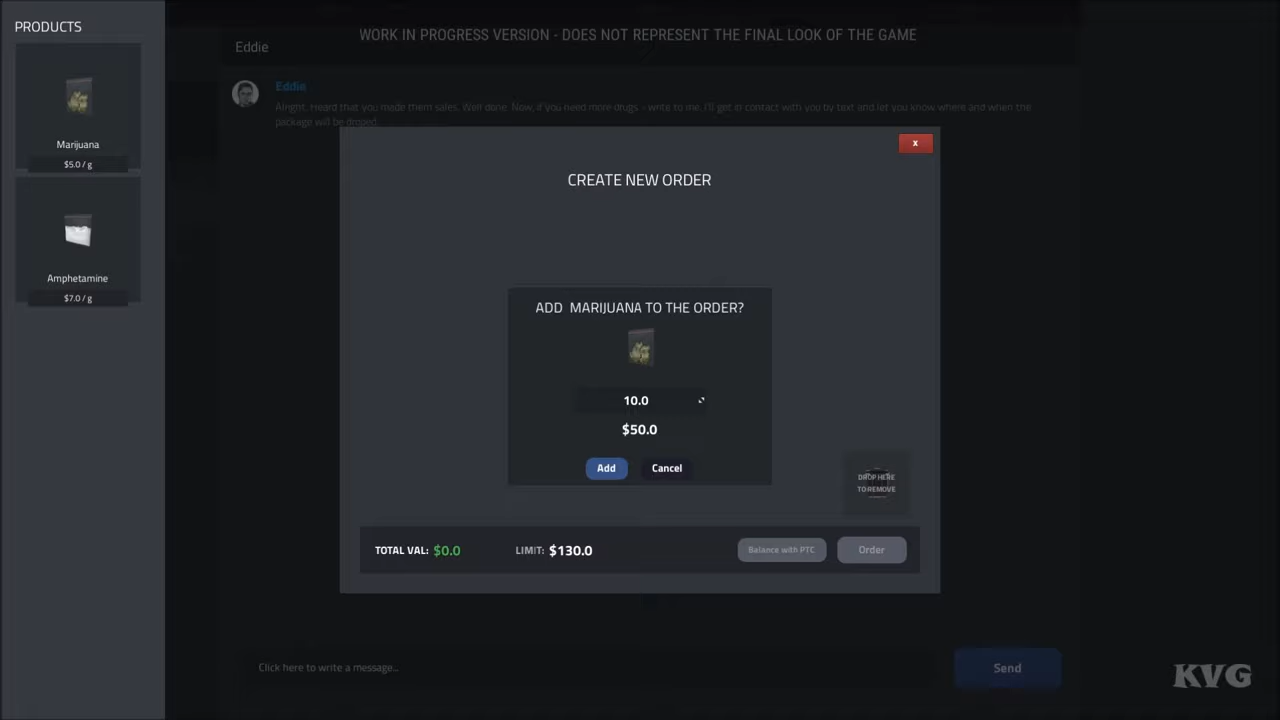 PRODUCTS
Marijuana
$5.0 / g
Amphetamine
$7.0 / g
WORK IN PROGRESS VERSION - DOES NOT REPRESENT THE FINAL LOOK OF THE GAME
Eddie
Eddie
Alright. Heard that you made them sales. Well done. Now, if you need more drugs - write to me. I'll get in contact with you by text and let you know where and when the
package will be droped.
x
CREATE NEW ORDER
ADD MARIJUANA TO THE ORDER?
10.0
$50.0
Add
Cancel
DROP HERE
TO REMOVE
TOTAL VAL: $0.0
LIMIT: $130.0
Balance with PTC
Order
Click here to write a message...
Send
KVG